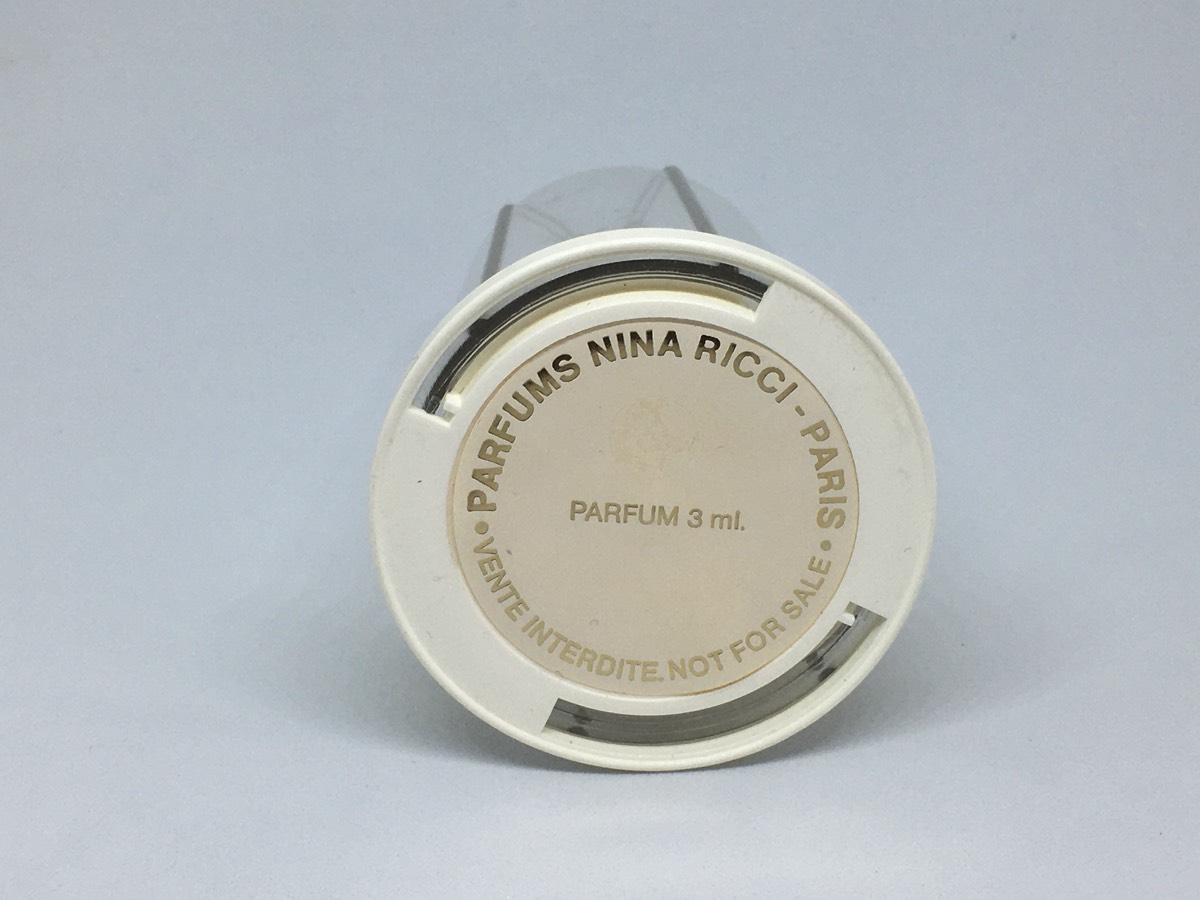 • PARFUMS NINA RICCI - PARIS •
PARFUM 3 ml.
VENTE INTERDITE. NOT FOR SALE